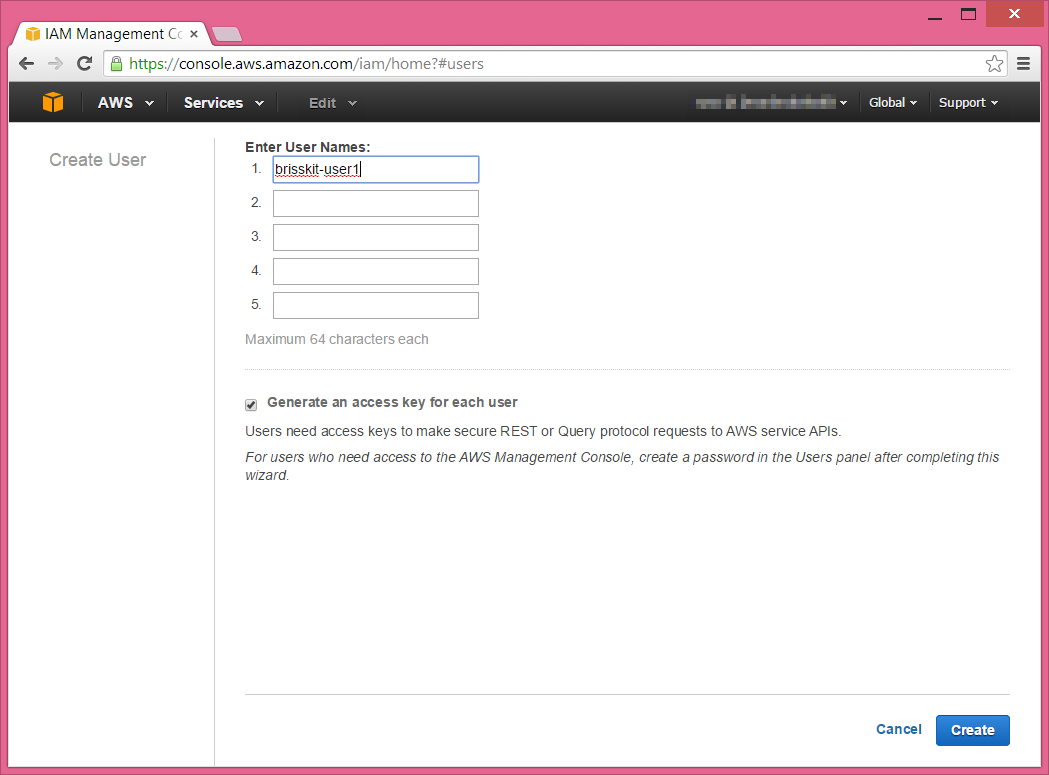 IAM Management Co
https://console.aws.amazon.com/iam/home?#users
AWS Services Edit Global Support
Create User
Enter User Names:
1. brisskit-user1
2.
3.
4.
5.
Maximum 64 characters each
Generate an access key for each user
Users need access keys to make secure REST or Query protocol requests to AWS service APIs.
For users who need access to the AWS Management Console, create a password in the Users panel after completing this
wizard.
Cancel Create